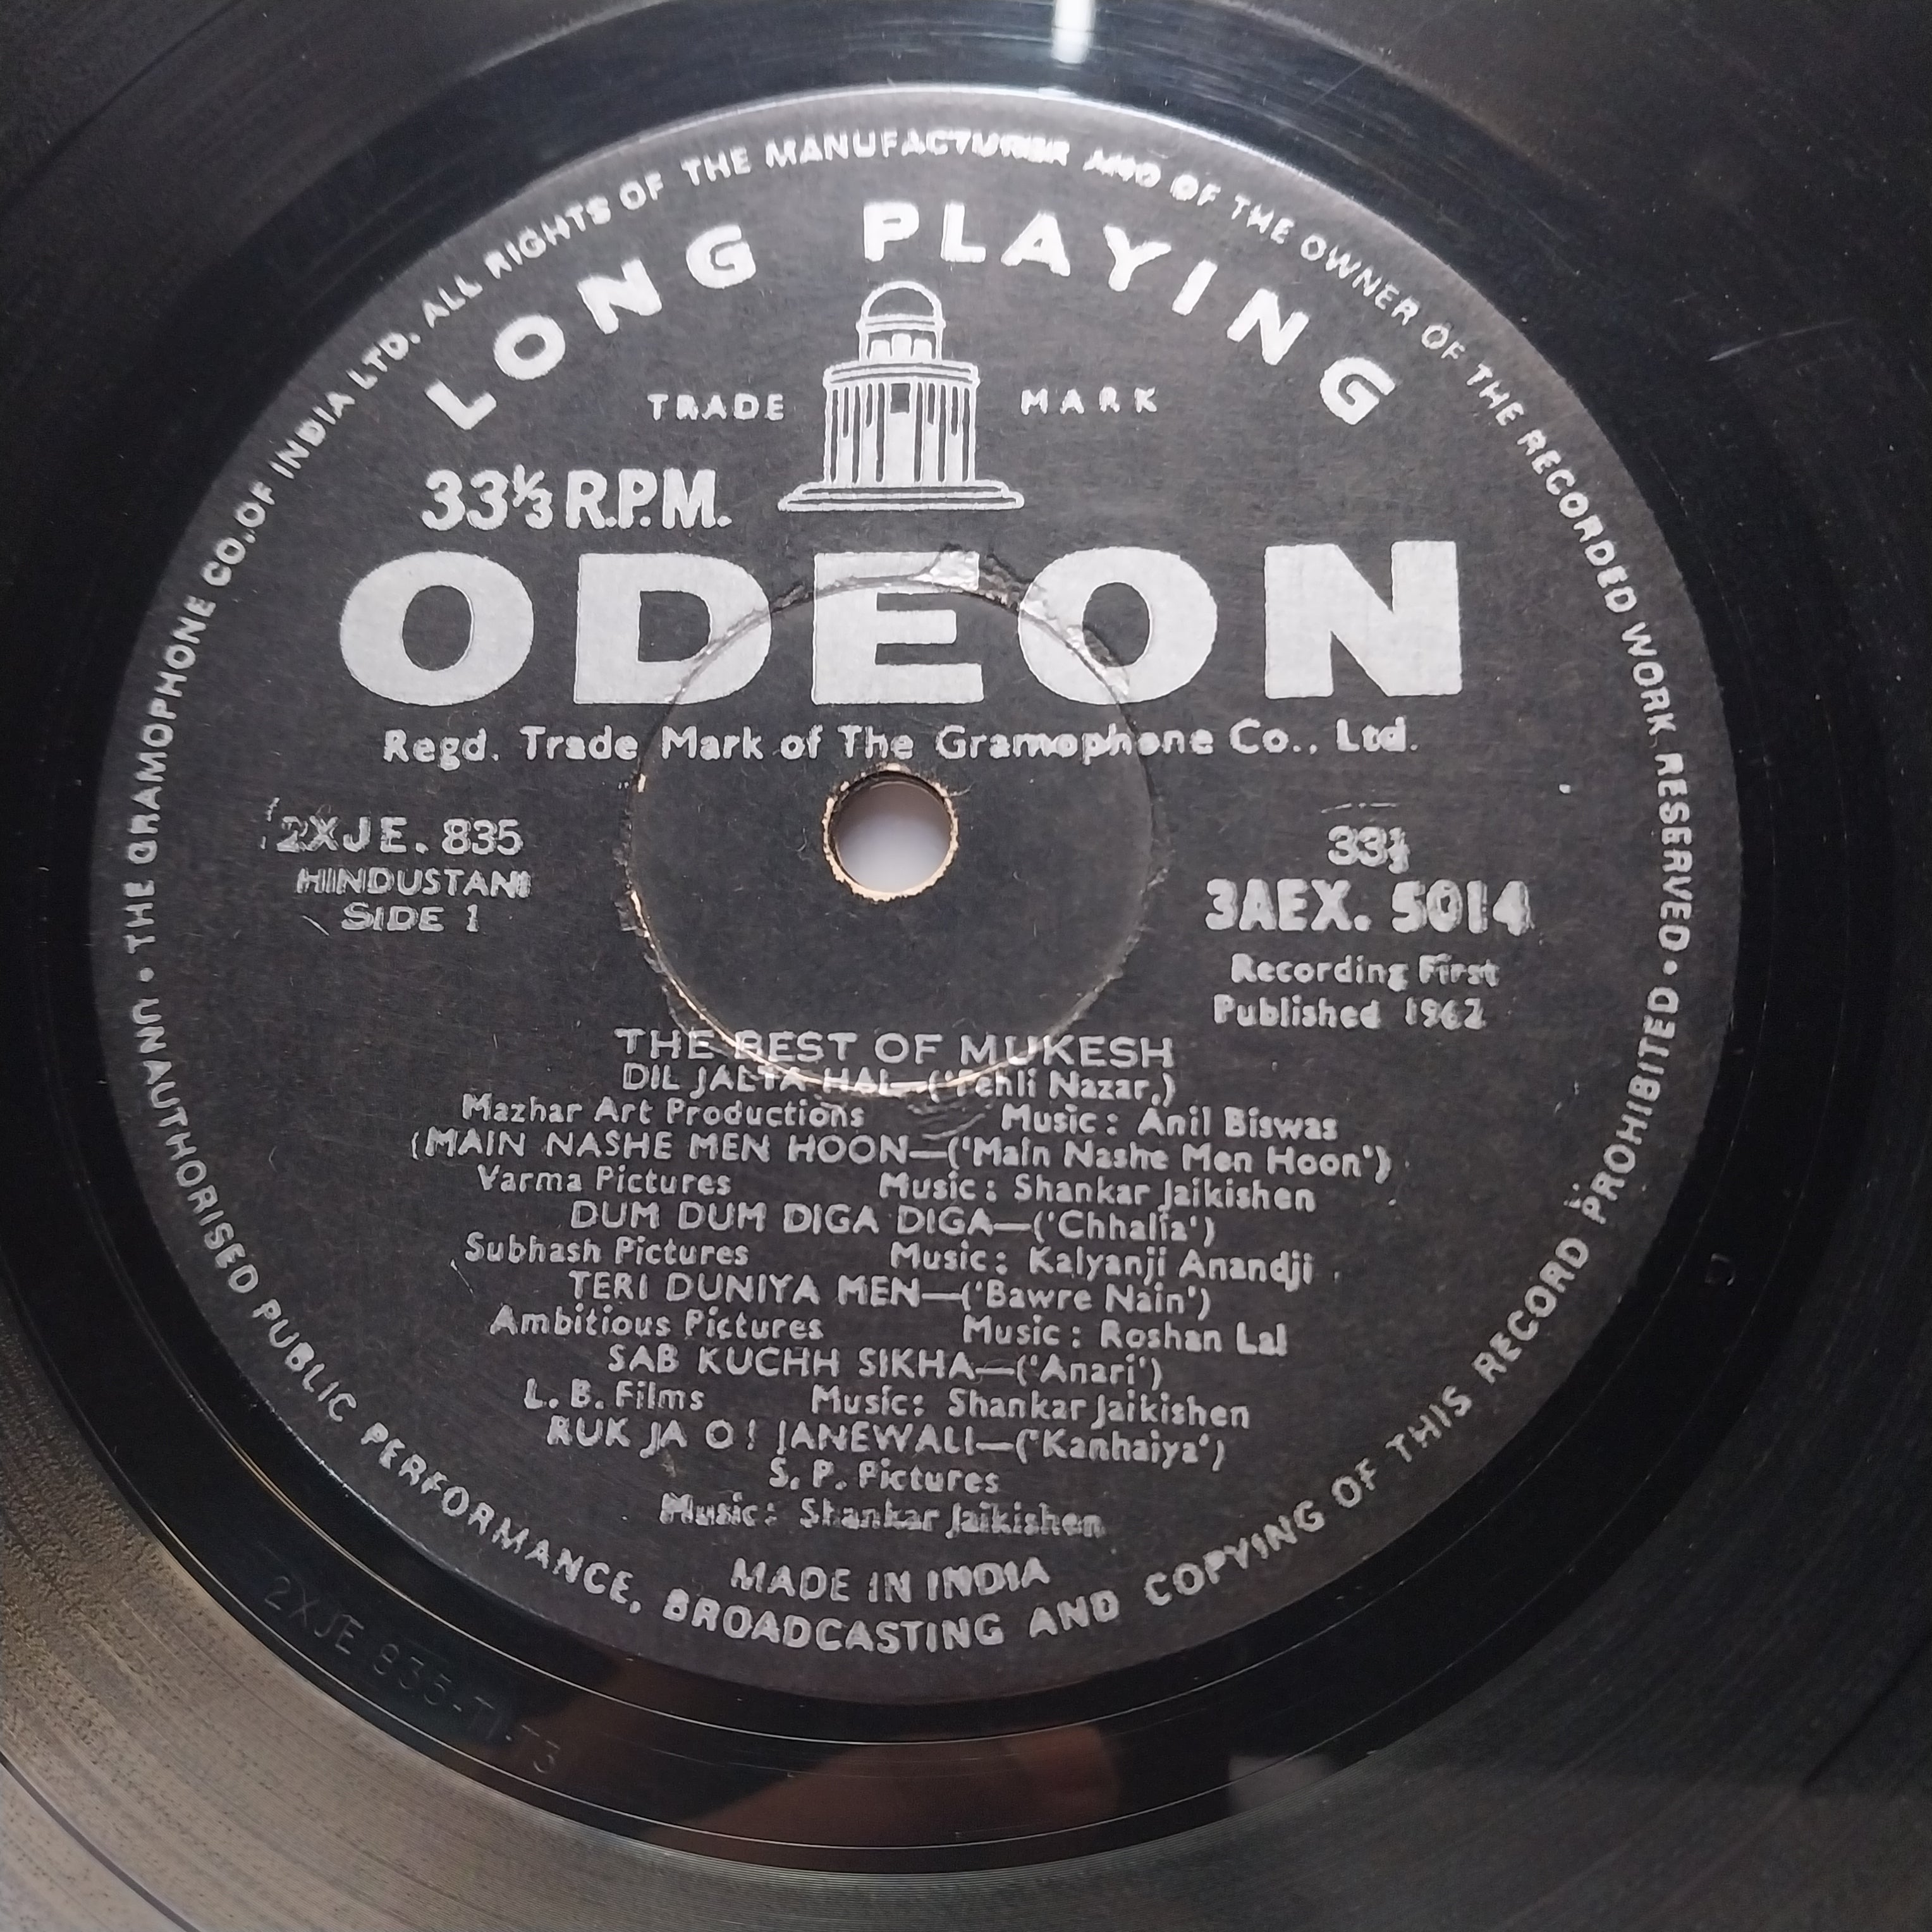 THE GRAMOPHONE CO. OF INDIA LTD. ALL RIGHTS OF THE MANUFACTURER AND OF THE OWNER OF THE RECORDED WORK RESERVED • UNAUTHORISED PUBLIC PERFORMANCE, BROADCASTING AND COPYING OF THIS RECORD PROHIBITED •
LONG PLAYING
TRADE MARK
33⅓ R.P.M.
ODEON
Regd. Trade Mark of The Gramophone Co., Ltd.
2XJE. 835
HINDUSTANI
SIDE 1
33⅓
3AEX. 5014
Recording First
Published 1962
THE BEST OF MUKESH
DIL JALTA HAI—('Pehli Nazar,)
Mazhar Art Productions Music: Anil Biswas
(MAIN NASHE MEN HOON—('Main Nashe Men Hoon')
Varma Pictures Music: Shankar Jaikishen
DUM DUM DIGA DIGA—('Chhalia')
Subhash Pictures Music: Kalyanji Anandji
TERI DUNIYA MEN—('Bawre Nain')
Ambitious Pictures Music: Roshan Lal
SAB KUCHH SIKHA—('Anari')
L. B. Films Music: Shankar Jaikishen
RUK JA O! JANEWALI—('Kanhaiya')
S. P. Pictures
Music: Shankar Jaikishen
MADE IN INDIA
2XJE 835-T1-T3